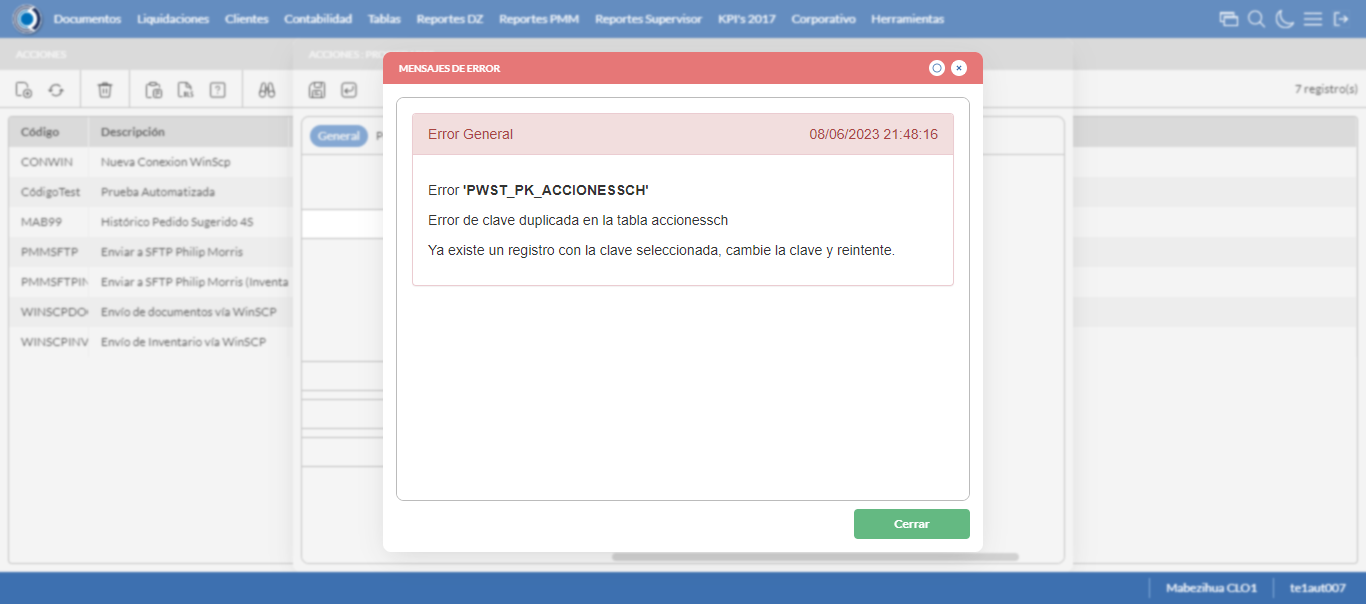 Documentos Liquidaciones Clientes Contabilidad Tablas Reportes DZ Reportes PMM Reportes Supervisor KPI's 2017 Corporativo Herramientas
ACCIONES
MENSAJES DE ERROR
7 registro(s)
Código Descripción
General
CONWIN Nueva Conexion WinScp
CódigoTest Prueba Automatizada
MAB99 Histórico Pedido Sugerido 4S
PMMSFTP Enviar a SFTP Philip Morris
PMMSFTPIN Enviar a SFTP Philip Morris (Inventa
WINSCPDO Envío de documentos vía WinSCP
WINSCPINV Envío de Inventario vía WinSCP
Error General 08/06/2023 21:48:16
Error 'PWST_PK_ACCIONESSCH'
Error de clave duplicada en la tabla accionessch
Ya existe un registro con la clave seleccionada, cambie la clave y reintente.
Cerrar
Mabezihua CLO1 te1aut007